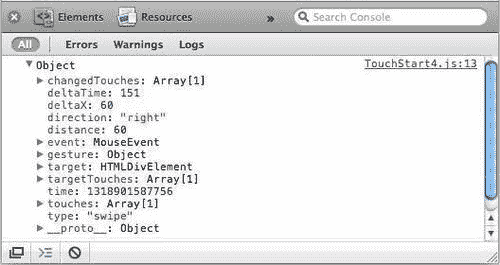 Elements Resources » Search Console
All Errors Warnings Logs
▼Object TouchStart4.js:13
▶ changedTouches: Array[1]
deltaTime: 151
deltaX: 60
direction: "right"
distance: 60
▶ event: MouseEvent
▶ gesture: Object
▶ target: HTMLDivElement
▶ targetTouches: Array[1]
time: 1318901587756
▶ touches: Array[1]
type: "swipe"
▶ __proto__: Object